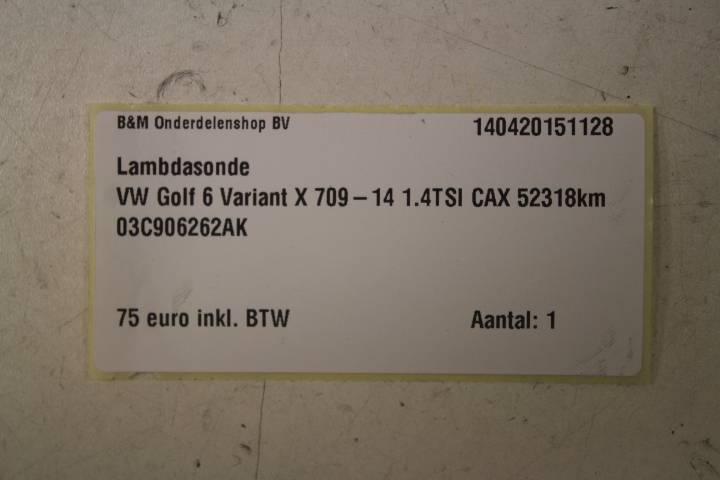 B&M Onderdelenshop BV 140420151128
Lambdasonde
VW Golf 6 Variant X 709 – 14 1.4TSI CAX 52318km
03C906262AK
75 euro inkl. BTW Aantal: 1